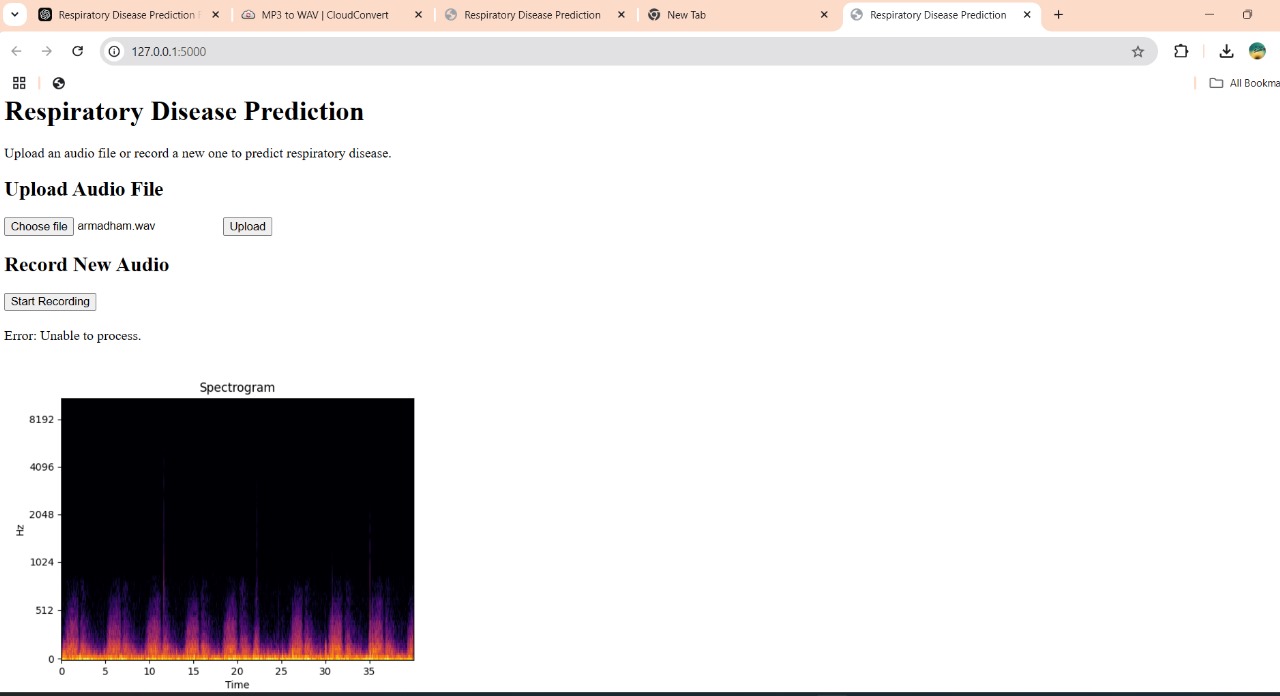 Respiratory Disease Prediction
MP3 to WAV | CloudConvert
Respiratory Disease Prediction
New Tab
Respiratory Disease Prediction
127.0.0.1:5000
All Bookma
Respiratory Disease Prediction
Upload an audio file or record a new one to predict respiratory disease.
Upload Audio File
Choose file armadham.wav Upload
Record New Audio
Start Recording
Error: Unable to process.
Spectrogram
8192
4096
2048
Hz
1024
512
0
0 5 10 15 20 25 30 35
Time